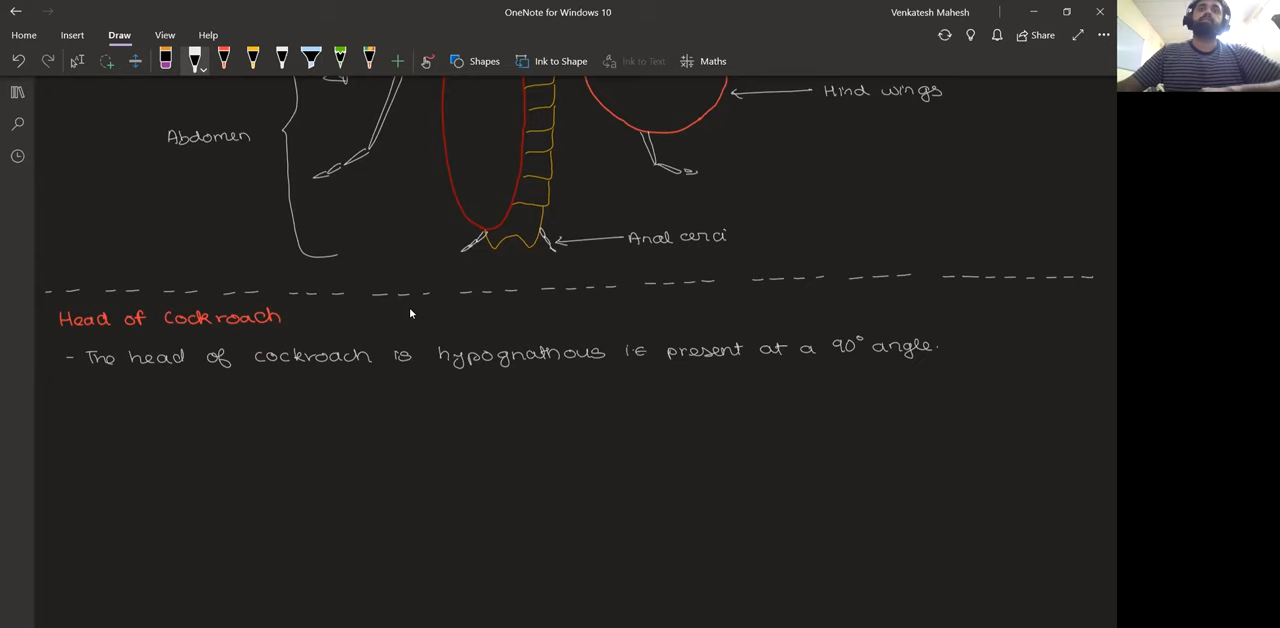 OneNote for Windows 10
Venkatesh Mahesh
Home Insert Draw View Help
Share
Shapes Ink to Shape Ink to Text Maths
Hind wings
Abdomen
Anal cerci
Head of Cockroach
- The head of cockroach is hypognathous i.e present at a 90° angle.